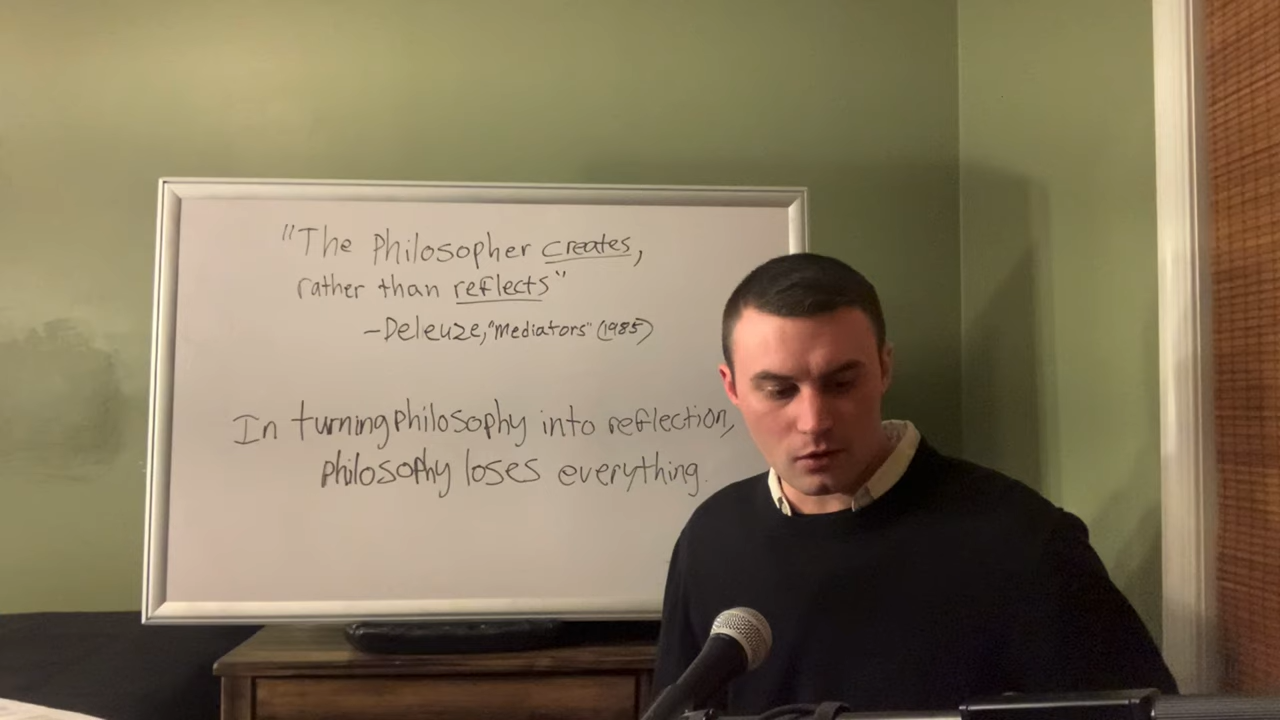 "The Philosopher creates,
rather than reflects"
-Deleuze, "Mediators" (1985)
In turning philosophy into reflection,
philosophy loses everything.